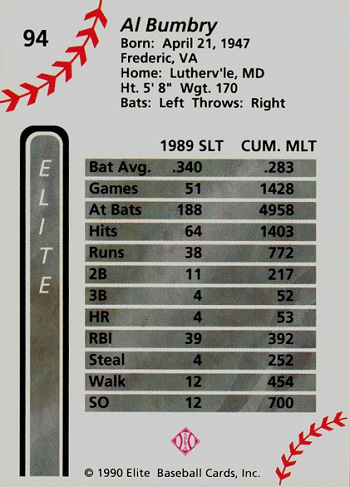 94
Al Bumbry
Born: April 21, 1947
Frederic, VA
Home: Lutherv'le, MD
Ht. 5' 8" Wgt. 170
Bats: Left Throws: Right
ELITE
1989 SLT CUM. MLT
Bat Avg. .340 .283
Games 51 1428
At Bats 188 4958
Hits 64 1403
Runs 38 772
2B 11 217
3B 4 52
HR 4 53
RBI 39 392
Steal 4 252
Walk 12 454
SO 12 700
© 1990 Elite Baseball Cards, Inc.